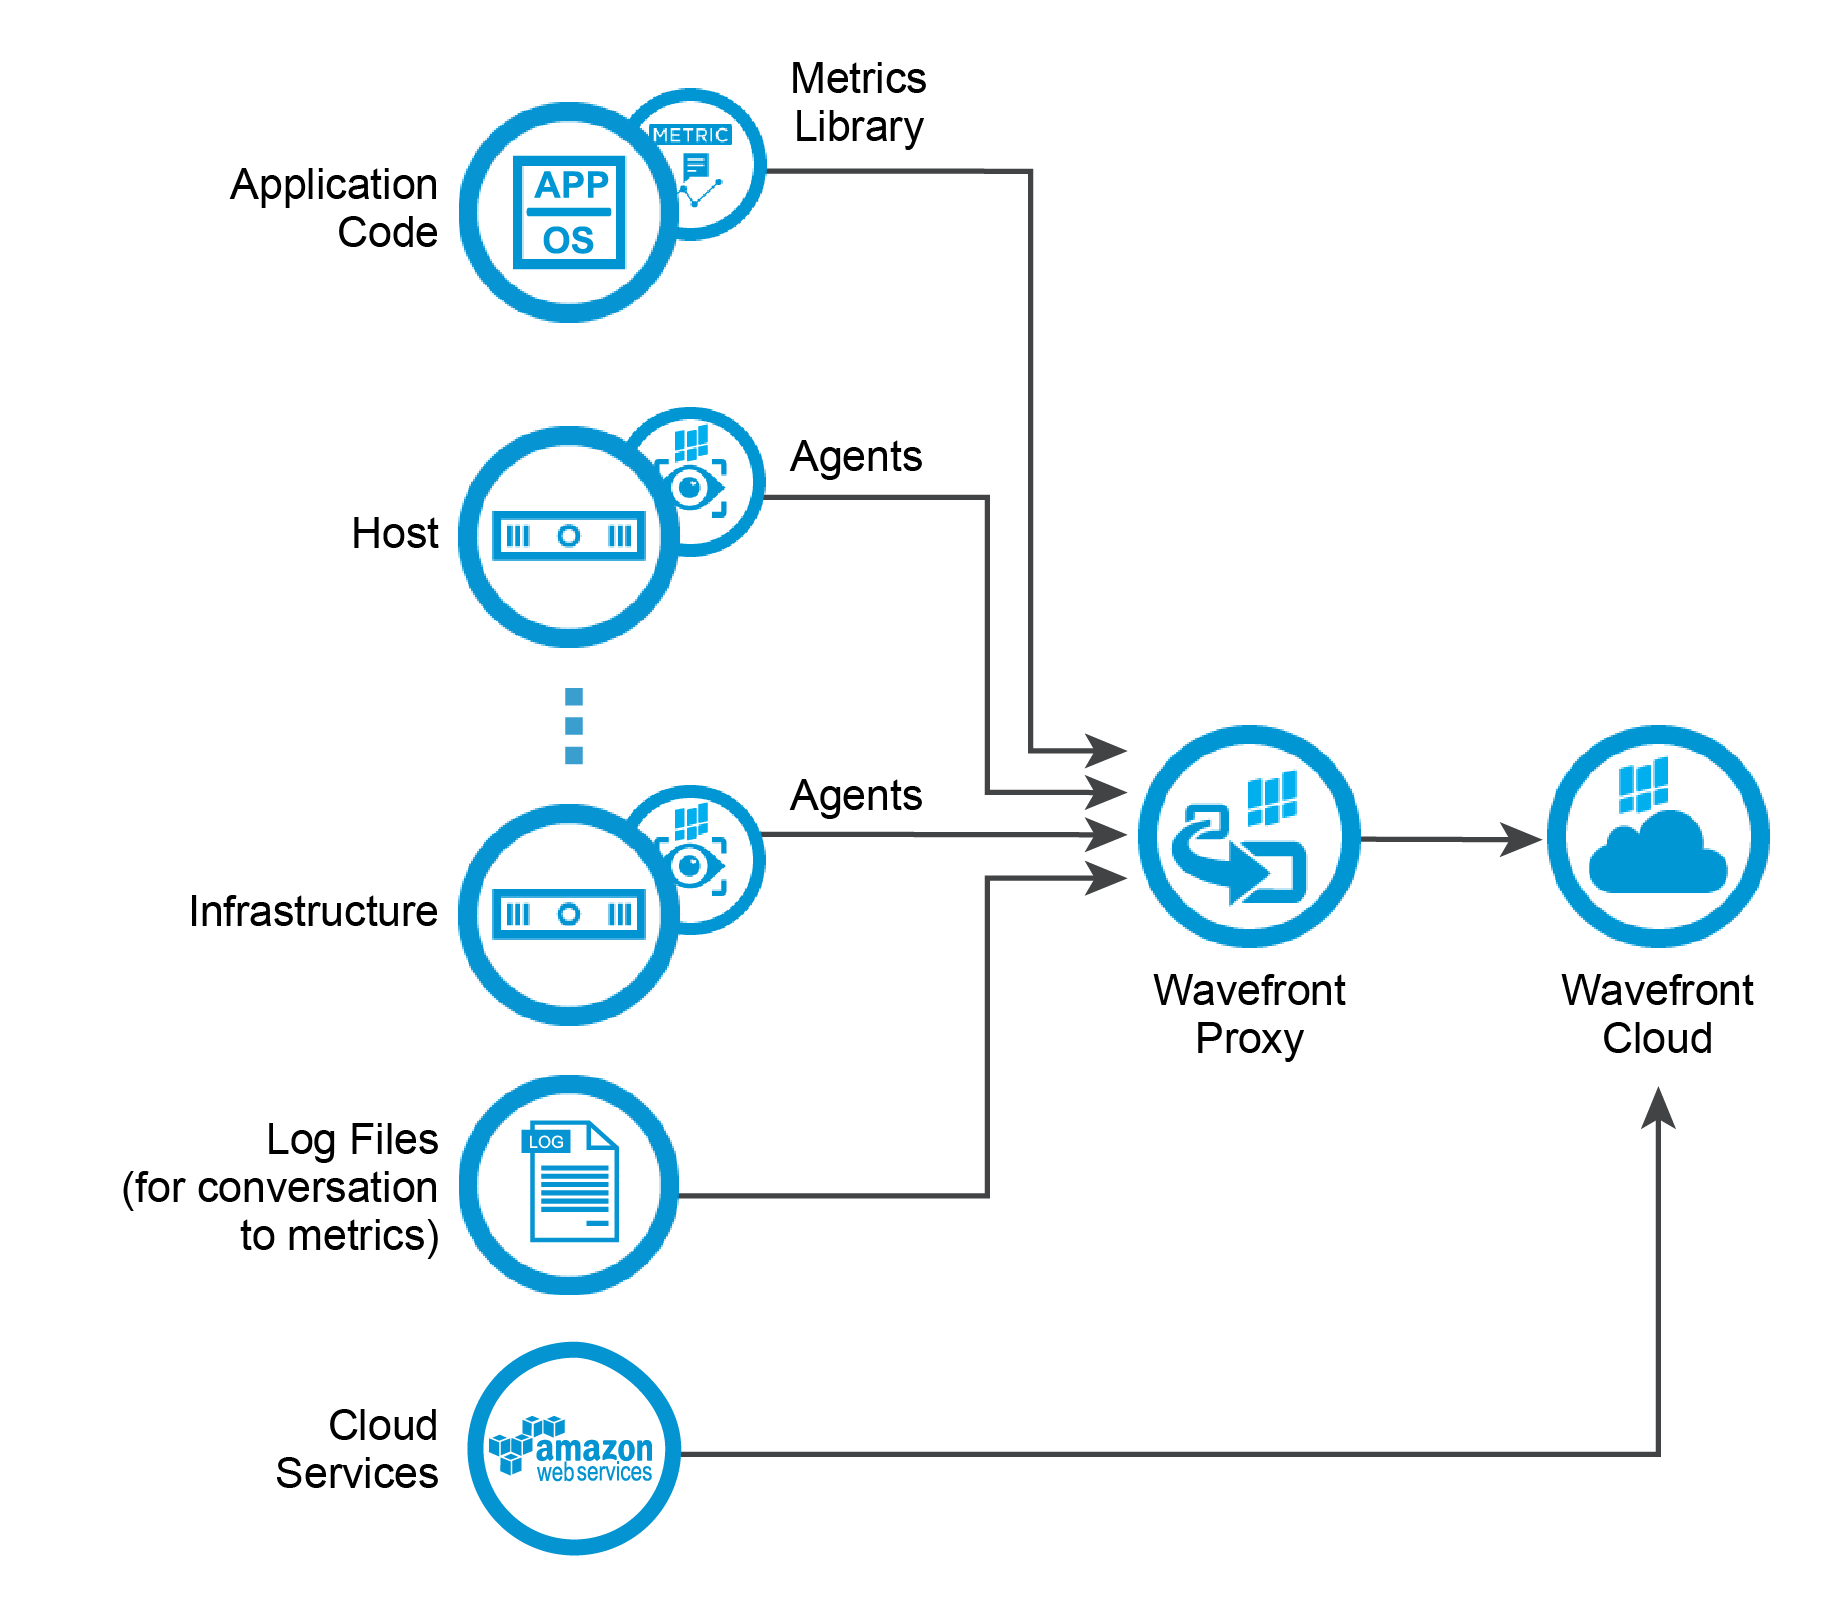 Metrics
Library
METRIC
Application
Code
APP
OS
Agents
Host
Agents
Infrastructure
Wavefront
Proxy
Wavefront
Cloud
Log Files
(for conversation
to metrics)
LOG
Cloud
Services
amazon
webservices